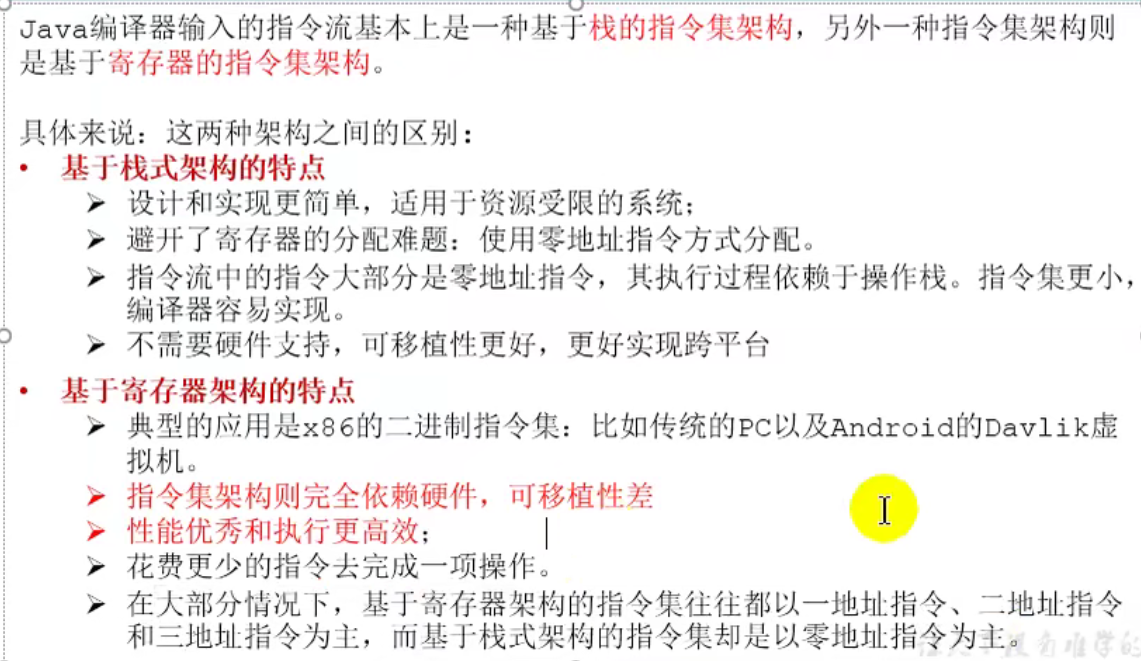 Java编译器输入的指令流基本上是一种基于栈的指令集架构，另外一种指令集架构则
是基于寄存器的指令集架构。
具体来说：这两种架构之间的区别：
• 基于栈式架构的特点
➢ 设计和实现更简单，适用于资源受限的系统；
➢ 避开了寄存器的分配难题：使用零地址指令方式分配。
➢ 指令流中的指令大部分是零地址指令，其执行过程依赖于操作栈。指令集更小，
编译器容易实现。
➢ 不需要硬件支持，可移植性更好，更好实现跨平台
• 基于寄存器架构的特点
➢ 典型的应用是x86的二进制指令集：比如传统的PC以及Android的Davlik虚
拟机。
➢ 指令集架构则完全依赖硬件，可移植性差
➢ 性能优秀和执行更高效；
➢ 花费更少的指令去完成一项操作。
➢ 在大部分情况下，基于寄存器架构的指令集往往都以一地址指令、二地址指令
和三地址指令为主，而基于栈式架构的指令集却是以零地址指令为主。